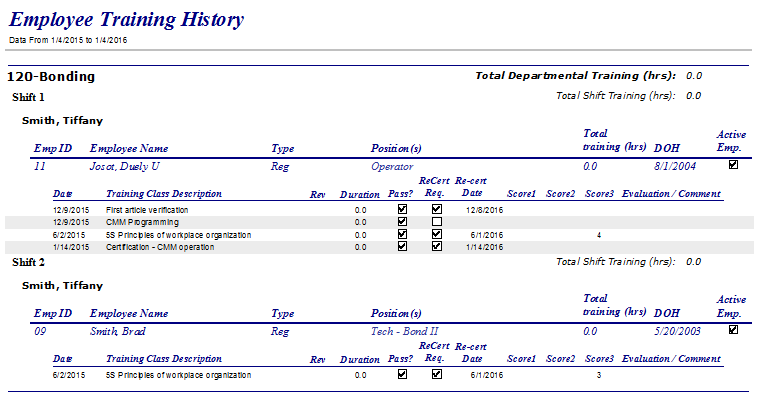 Employee Training History
Data From 1/4/2015 to 1/4/2016
120-Bonding Total Departmental Training (hrs): 0.0
Shift 1 Total Shift Training (hrs): 0.0
Smith, Tiffany
Emp ID Employee Name Type Position(s) Total training (hrs) DOH Active Emp.
11 Josot, Dusly U Reg Operator 0.0 8/1/2004
Date Training Class Description Rev Duration Pass? ReCert Req. Re-cert Date Score1 Score2 Score3 Evaluation / Comment
12/9/2015 First article verification 0.0 12/8/2016
12/9/2015 CMM Programming 0.0
6/2/2015 5S Principles of workplace organization 0.0 6/1/2016 4
1/14/2015 Certification - CMM operation 0.0 1/14/2016
Shift 2 Total Shift Training (hrs): 0.0
Smith, Tiffany
Emp ID Employee Name Type Position(s) Total training (hrs) DOH Active Emp.
09 Smith, Brad Reg Tech - Bond II 0.0 5/20/2003
Date Training Class Description Rev Duration Pass? ReCert Req. Re-cert Date Score1 Score2 Score3 Evaluation / Comment
6/2/2015 5S Principles of workplace organization 0.0 6/1/2016 3